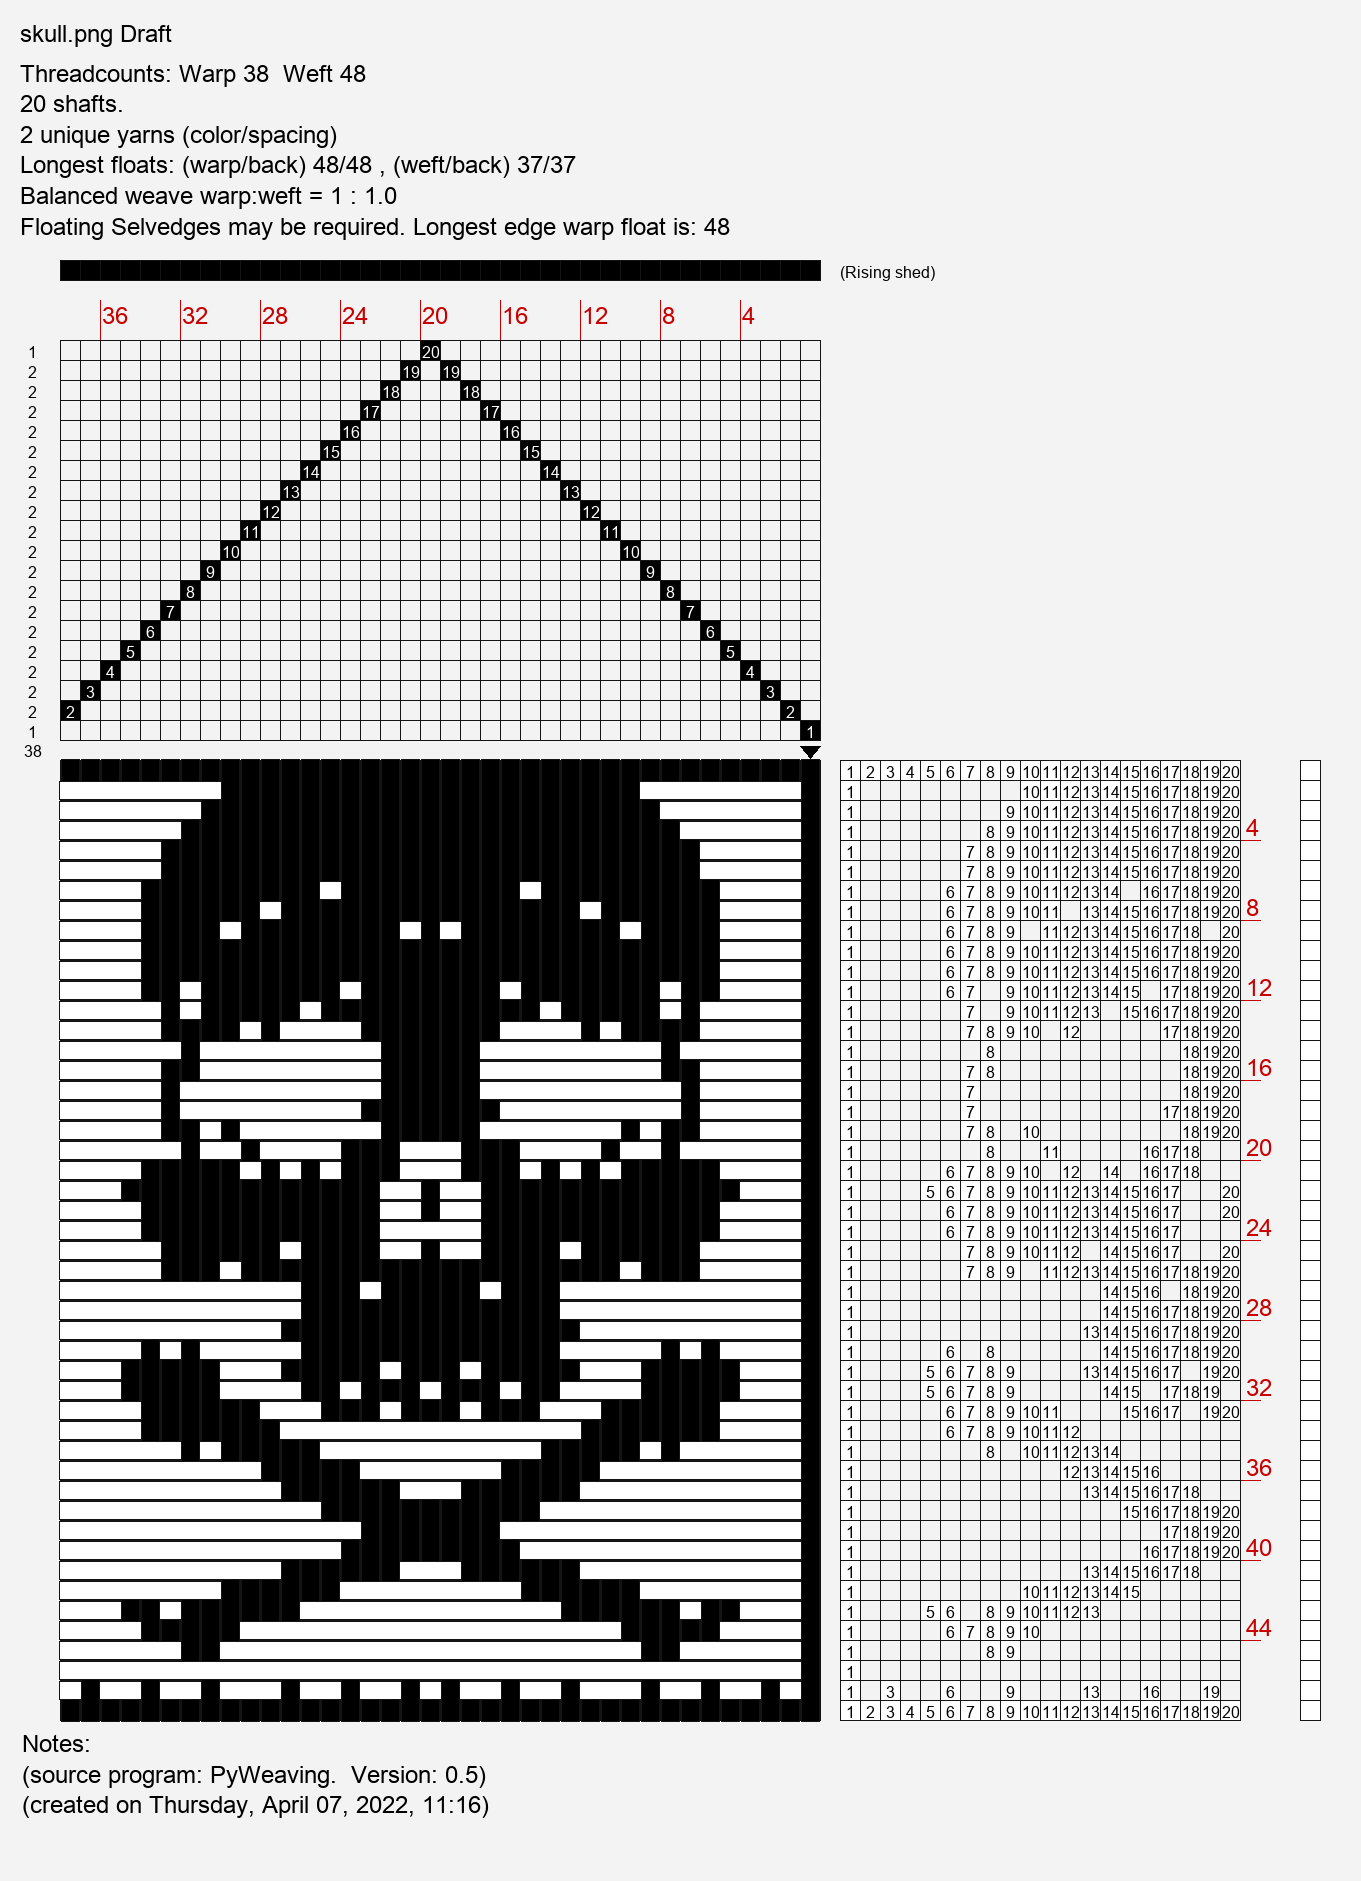 skull.png Draft
Threadcounts: Warp 38  Weft 48
20 shafts.
2 unique yarns (color/spacing)
Longest floats: (warp/back) 48/48 , (weft/back) 37/37
Balanced weave warp:weft = 1 : 1.0
Floating Selvedges may be required. Longest edge warp float is: 48
(Rising shed)
36 32 28 24 20 16 12 8 4
1 20
2 19 19
2 18 18
2 17 17
2 16 16
2 15 15
2 14 14
2 13 13
2 12 12
2 11 11
2 10 10
2 9 9
2 8 8
2 7 7
2 6 6
2 5 5
2 4 4
2 3 3
2 2 2
1 1
38
1 2 3 4 5 6 7 8 9 10 11 12 13 14 15 16 17 18 19 20
1 10 11 12 13 14 15 16 17 18 19 20
1 9 10 11 12 13 14 15 16 17 18 19 20
1 8 9 10 11 12 13 14 15 16 17 18 19 20 4
1 7 8 9 10 11 12 13 14 15 16 17 18 19 20
1 7 8 9 10 11 12 13 14 15 16 17 18 19 20
1 6 7 8 9 10 11 12 13 14 16 17 18 19 20
1 6 7 8 9 10 11 13 14 15 16 17 18 19 20 8
1 6 7 8 9 11 12 13 14 15 16 17 18 20
1 6 7 8 9 10 11 12 13 14 15 16 17 18 19 20
1 6 7 8 9 10 11 12 13 14 15 16 17 18 19 20
1 6 7 9 10 11 12 13 14 15 17 18 19 20 12
1 7 9 10 11 12 13 15 16 17 18 19 20
1 7 8 9 10 12 17 18 19 20
1 8 18 19 20
1 7 8 18 19 20 16
1 7 18 19 20
1 7 17 18 19 20
1 7 8 10 18 19 20
1 8 11 16 17 18 20
1 6 7 8 9 10 12 14 16 17 18
1 5 6 7 8 9 10 11 12 13 14 15 16 17 20
1 6 7 8 9 10 11 12 13 14 15 16 17 20
1 6 7 8 9 10 11 12 13 14 15 16 17 24
1 7 8 9 10 11 12 14 15 16 17 20
1 7 8 9 11 12 13 14 15 16 17 18 19 20
1 14 15 16 18 19 20
1 14 15 16 17 18 19 20 28
1 13 14 15 16 17 18 19 20
1 6 8 14 15 16 17 18 19 20
1 5 6 7 8 9 13 14 15 16 17 19 20
1 5 6 7 8 9 14 15 17 18 19 32
1 6 7 8 9 10 11 15 16 17 19 20
1 6 7 8 9 10 11 12
1 8 10 11 12 13 14
1 12 13 14 15 16 36
1 13 14 15 16 17 18
1 15 16 17 18 19 20
1 17 18 19 20
1 16 17 18 19 20 40
1 13 14 15 16 17 18
1 10 11 12 13 14 15
1 5 6 8 9 10 11 12 13
1 6 7 8 9 10 44
1 8 9
1
1 3 6 9 13 16 19
1 2 3 4 5 6 7 8 9 10 11 12 13 14 15 16 17 18 19 20
Notes:
(source program: PyWeaving.  Version: 0.5)
(created on Thursday, April 07, 2022, 11:16)